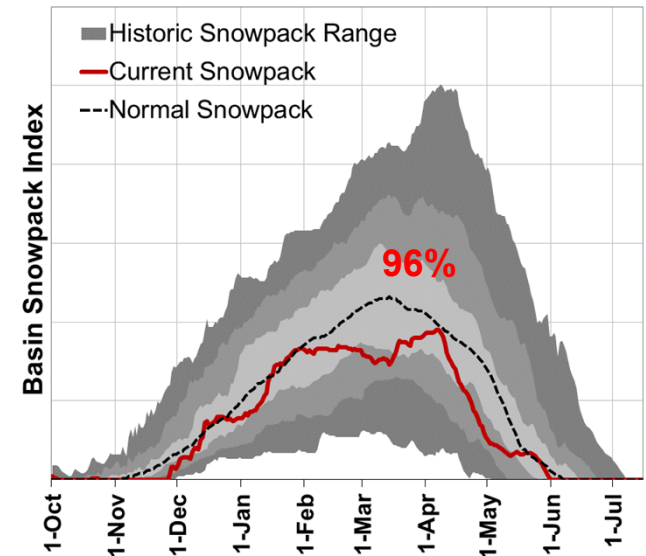 Historic Snowpack Range
Current Snowpack
Normal Snowpack
Basin Snowpack Index
96%
1-Oct
1-Nov
1-Dec
1-Jan
1-Feb
1-Mar
1-Apr
1-May
1-Jun
1-Jul